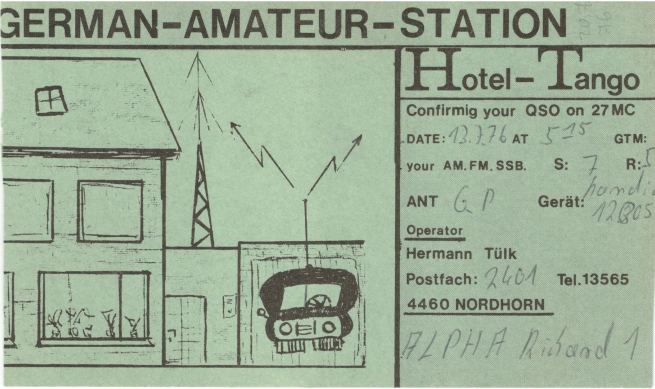 GERMAN-AMATEUR-STATION
Hotel-Tango
Confirmig your QSO on 27MC
DATE: 13.7.76 AT 5 15 GTM:
your AM. FM. SSB. S: 7 R: 5
ANT GP Gerät:
Operator
Hermann Tülk
Postfach: 2401 Tel. 13565
4460 NORDHORN
ALPHA Richard 1